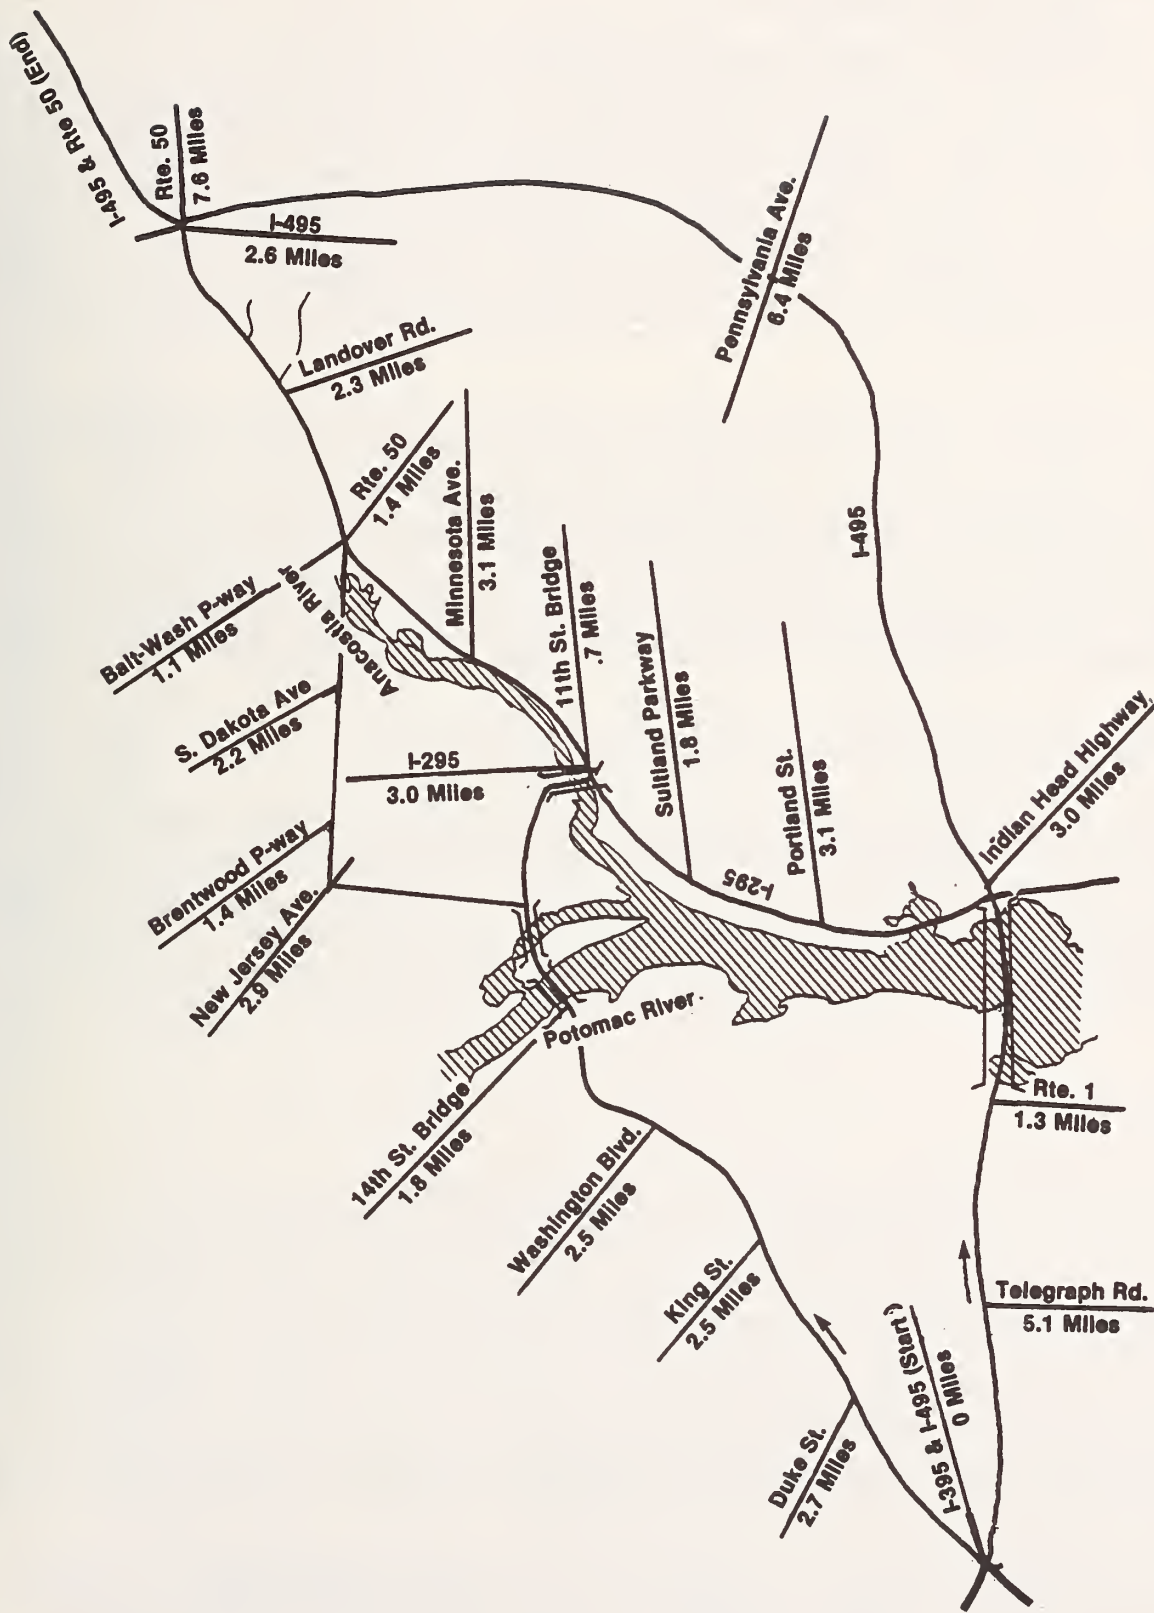 I-495 & Rte 50 (End)
Rte. 50
7.6 Miles
I-495
2.6 Miles
Landover Rd.
2.3 Miles
Pennsylvania Ave.
6.4 Miles
Rte. 50
1.4 Miles
Minnesota Ave.
3.1 Miles
I-495
Balt-Wash P-way
1.1 Miles
Anacostia River
11th St. Bridge
.7 Miles
S. Dakota Ave
2.2 Miles
I-295
3.0 Miles
Suitland Parkway
1.8 Miles
Portland St.
3.1 Miles
Indian Head Highway
3.0 Miles
Brentwood P-way
1.4 Miles
I-295
New Jersey Ave.
2.9 Miles
Potomac River
14th St. Bridge
1.8 Miles
Rte. 1
1.3 Miles
Washington Blvd.
2.5 Miles
King St.
2.5 Miles
Telegraph Rd.
5.1 Miles
I-395 & I-495 (Start)
0 Miles
Duke St.
2.7 Miles